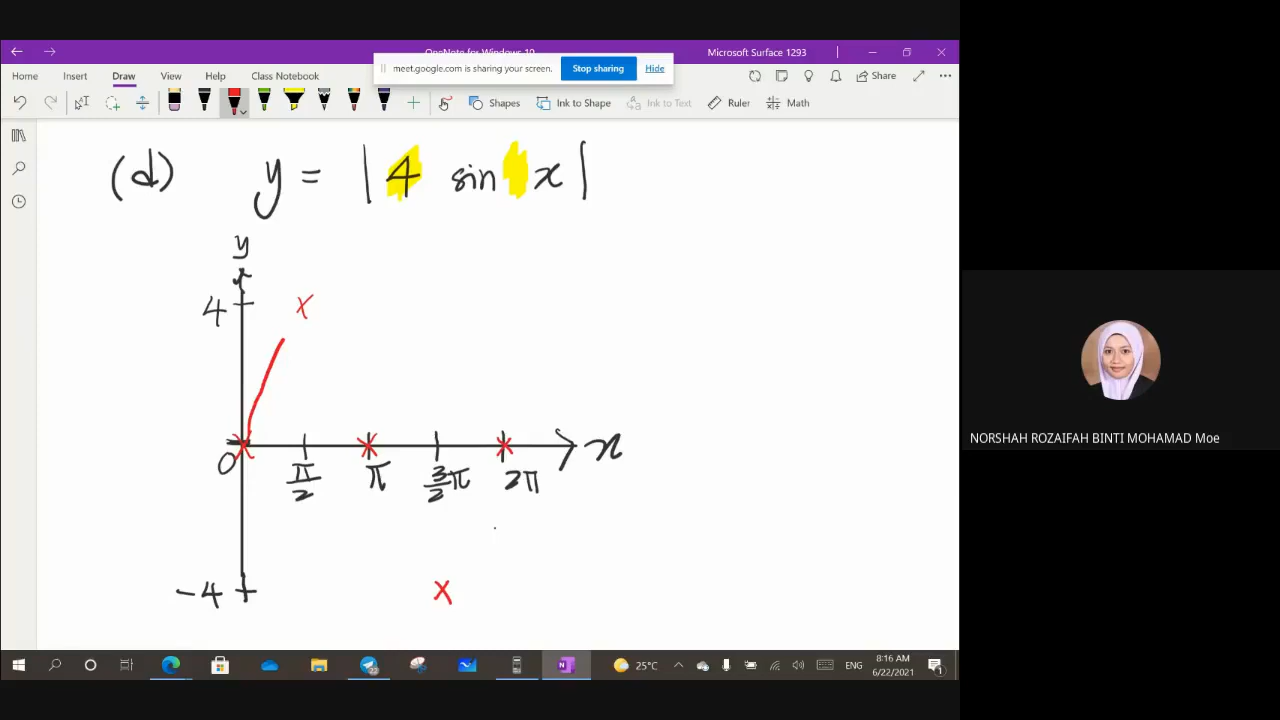 OneNote for Windows 10
Microsoft Surface 1293
meet.google.com is sharing your screen.
Stop sharing
Hide
Home Insert Draw View Help Class Notebook
Share
Shapes
Ink to Shape
Ink to Text
Ruler
Math
(d) y = | 4 sin x |
y
4
x
0
π/2 π 3/2 π 2π
x
-4
x
NORSHAH ROZAIFAH BINTI MOHAMAD Moe
25°C
ENG
8:16 AM
6/22/2021
1